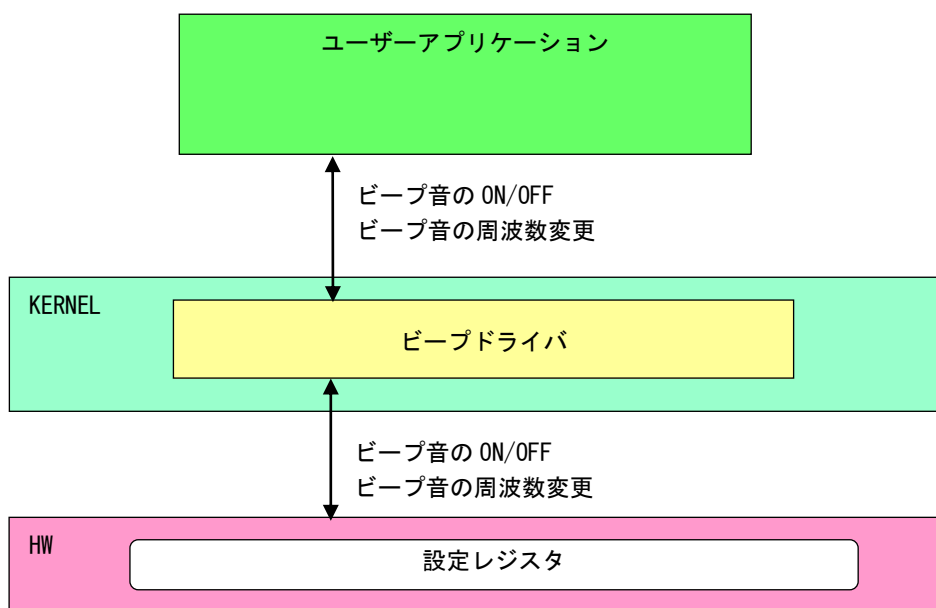 ユーザーアプリケーション
ビープ音の ON/OFF
ビープ音の周波数変更
KERNEL
ビープドライバ
ビープ音の ON/OFF
ビープ音の周波数変更
HW
設定レジスタ